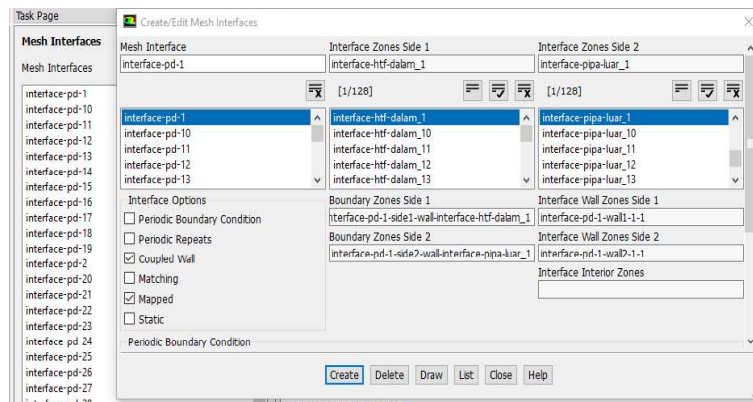 Task Page
Mesh Interfaces
Mesh Interfaces
interface-pd-1
interface-pd-10
interface-pd-11
interface-pd-12
interface-pd-13
interface-pd-14
interface-pd-15
interface-pd-16
interface-pd-17
interface-pd-18
interface-pd-19
interface-pd-2
interface-pd-20
interface-pd-21
interface-pd-22
interface-pd-23
interface-pd-24
interface-pd-25
interface-pd-26
interface-pd-27
Create/Edit Mesh Interfaces
Mesh Interface
interface-pd-1
Interface Zones Side 1
interface-htf-dalam_1
Interface Zones Side 2
interface-pipa-luar_1
[1/128]
[1/128]
interface-pd-1
interface-pd-10
interface-pd-11
interface-pd-12
interface-pd-13
interface-htf-dalam_1
interface-htf-dalam_10
interface-htf-dalam_11
interface-htf-dalam_12
interface-htf-dalam_13
interface-pipa-luar_1
interface-pipa-luar_10
interface-pipa-luar_11
interface-pipa-luar_12
interface-pipa-luar_13
Interface Options
Periodic Boundary Condition
Periodic Repeats
Coupled Wall
Matching
Mapped
Static
Boundary Zones Side 1
nterface-pd-1-side1-wall-interface-htf-dalam_1
Boundary Zones Side 2
interface-pd-1-side2-wall-interface-pipa-luar_1
Interface Wall Zones Side 1
interface-pd-1-wall1-1-1
Interface Wall Zones Side 2
interface-pd-1-wall2-1-1
Interface Interior Zones
Periodic Boundary Condition
Create Delete Draw List Close Help